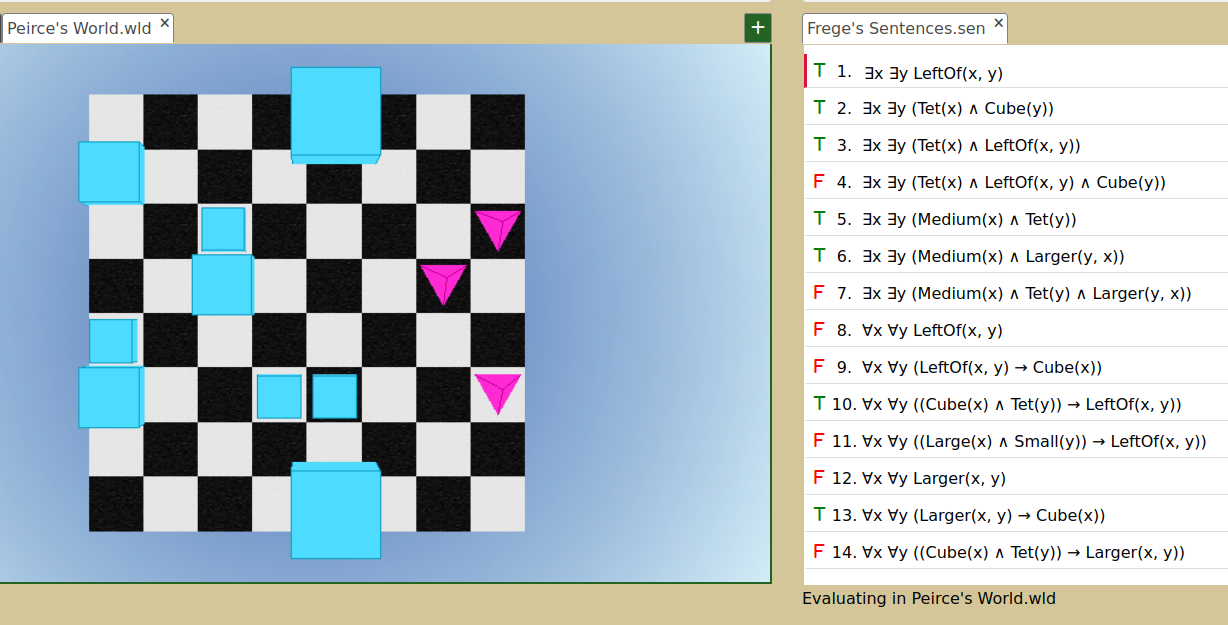 Peirce's World.wld ×
+
Frege's Sentences.sen ×
T 1. ∃x ∃y LeftOf(x, y)
T 2. ∃x ∃y (Tet(x) ∧ Cube(y))
T 3. ∃x ∃y (Tet(x) ∧ LeftOf(x, y))
F 4. ∃x ∃y (Tet(x) ∧ LeftOf(x, y) ∧ Cube(y))
T 5. ∃x ∃y (Medium(x) ∧ Tet(y))
T 6. ∃x ∃y (Medium(x) ∧ Larger(y, x))
F 7. ∃x ∃y (Medium(x) ∧ Tet(y) ∧ Larger(y, x))
F 8. ∀x ∀y LeftOf(x, y)
F 9. ∀x ∀y (LeftOf(x, y) → Cube(x))
T 10. ∀x ∀y ((Cube(x) ∧ Tet(y)) → LeftOf(x, y))
F 11. ∀x ∀y ((Large(x) ∧ Small(y)) → LeftOf(x, y))
F 12. ∀x ∀y Larger(x, y)
T 13. ∀x ∀y (Larger(x, y) → Cube(x))
F 14. ∀x ∀y ((Cube(x) ∧ Tet(y)) → Larger(x, y))
Evaluating in Peirce's World.wld